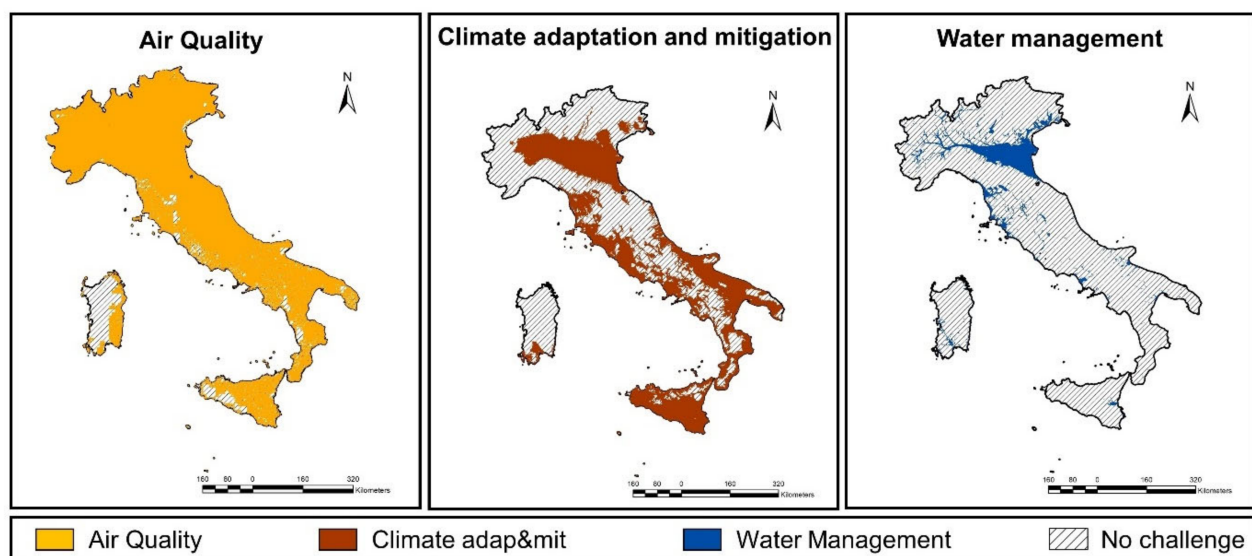 Air Quality
N
160 80 0 160 320
Kilometers
Climate adaptation and mitigation
N
160 80 0 160 320
Kilometers
Water management
N
160 80 0 160 320
Kilometers
Air Quality Climate adap&mit Water Management No challenge